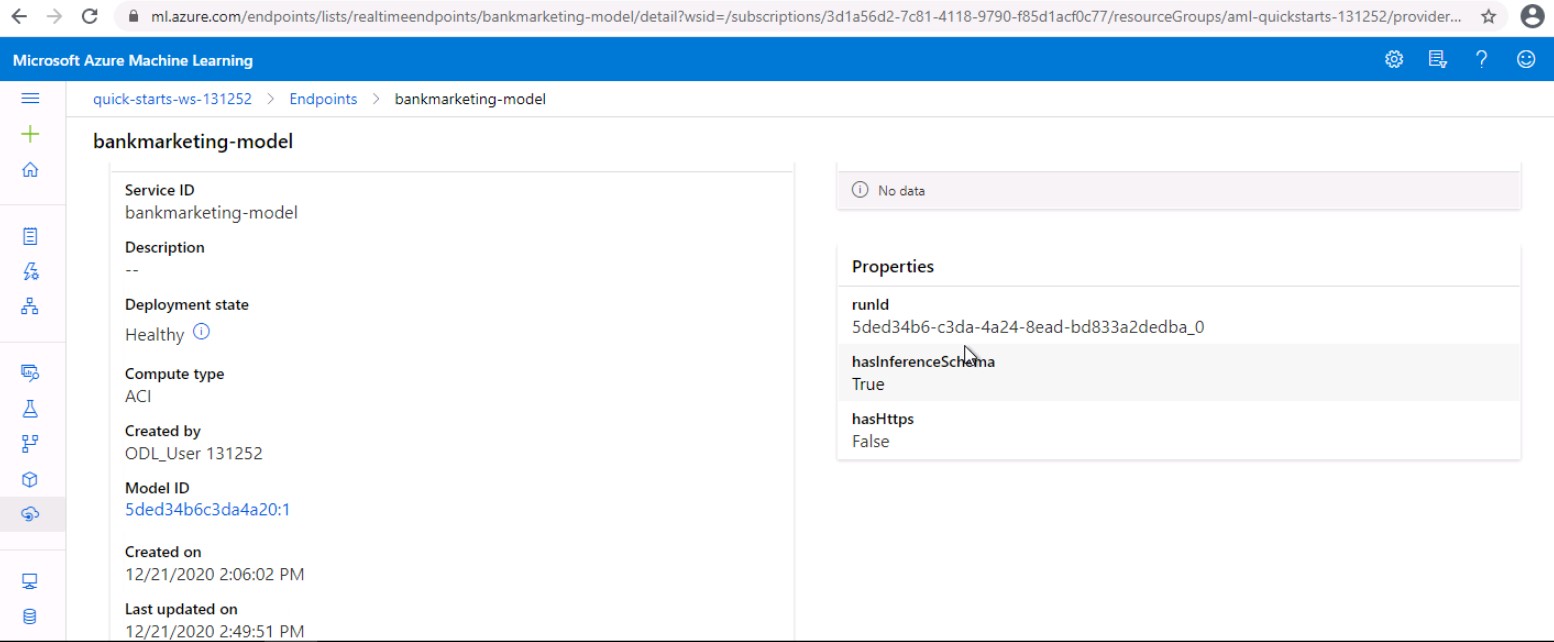 ml.azure.com/endpoints/lists/realtimeendpoints/bankmarketing-model/detail?wsid=/subscriptions/3d1a56d2-7c81-4118-9790-f85d1acf0c77/resourceGroups/aml-quickstarts-131252/provider...
Microsoft Azure Machine Learning
quick-starts-ws-131252 > Endpoints > bankmarketing-model
bankmarketing-model
Service ID
bankmarketing-model
Description
--
Deployment state
Healthy
Compute type
ACI
Created by
ODL_User 131252
Model ID
5ded34b6c3da4a20:1
Created on
12/21/2020 2:06:02 PM
Last updated on
12/21/2020 2:49:51 PM
No data
Properties
runId
5ded34b6-c3da-4a24-8ead-bd833a2dedba_0
hasInferenceSchema
True
hasHttps
False